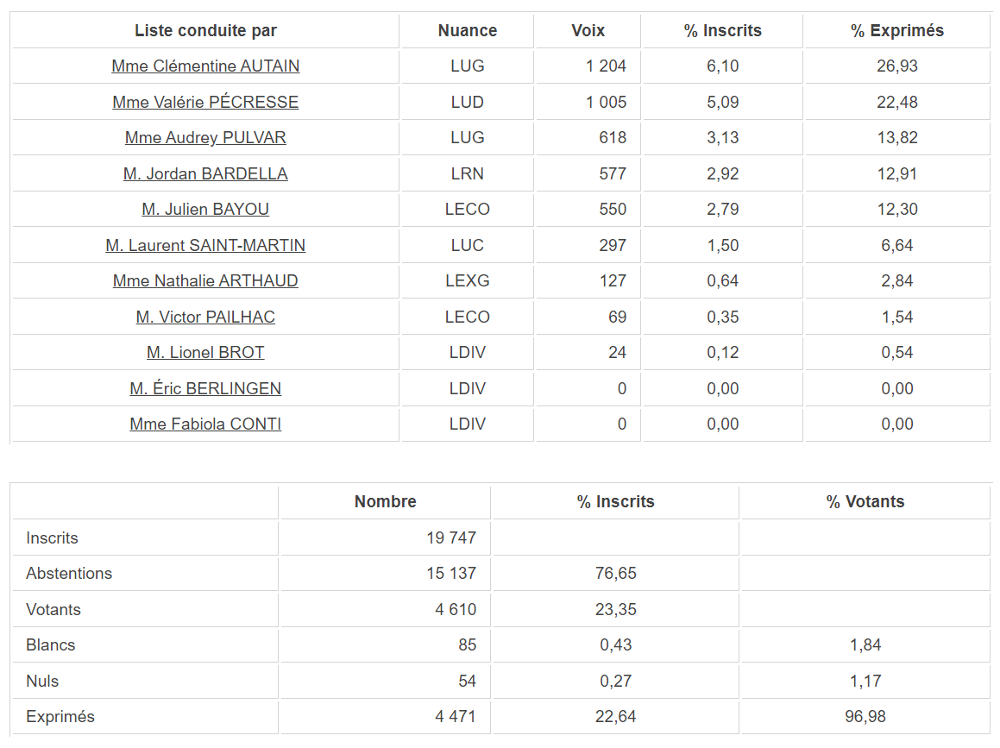 Liste conduite par Nuance Voix % Inscrits % Exprimés
Mme Clémentine AUTAIN LUG 1 204 6,10 26,93
Mme Valérie PÉCRESSE LUD 1 005 5,09 22,48
Mme Audrey PULVAR LUG 618 3,13 13,82
M. Jordan BARDELLA LRN 577 2,92 12,91
M. Julien BAYOU LECO 550 2,79 12,30
M. Laurent SAINT-MARTIN LUC 297 1,50 6,64
Mme Nathalie ARTHAUD LEXG 127 0,64 2,84
M. Victor PAILHAC LECO 69 0,35 1,54
M. Lionel BROT LDIV 24 0,12 0,54
M. Éric BERLINGEN LDIV 0 0,00 0,00
Mme Fabiola CONTI LDIV 0 0,00 0,00
Nombre % Inscrits % Votants
Inscrits 19 747
Abstentions 15 137 76,65
Votants 4 610 23,35
Blancs 85 0,43 1,84
Nuls 54 0,27 1,17
Exprimés 4 471 22,64 96,98